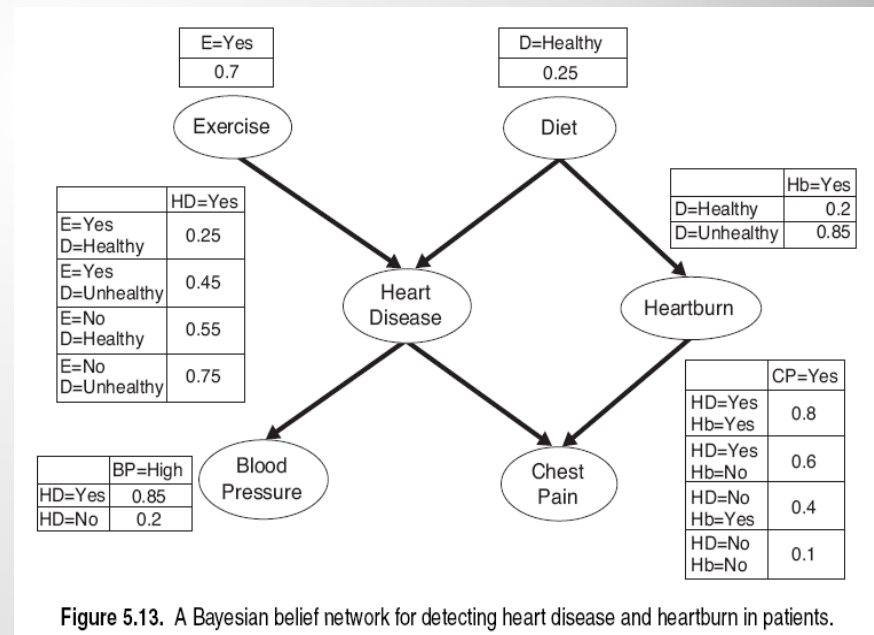 E=Yes
0.7
D=Healthy
0.25
Exercise
Diet
Hb=Yes
D=Healthy 0.2
D=Unhealthy 0.85
HD=Yes
E=Yes
D=Healthy 0.25
E=Yes
D=Unhealthy 0.45
E=No
D=Healthy 0.55
E=No
D=Unhealthy 0.75
Heart
Disease
Heartburn
CP=Yes
HD=Yes
Hb=Yes 0.8
HD=Yes
Hb=No 0.6
HD=No
Hb=Yes 0.4
HD=No
Hb=No 0.1
BP=High
HD=Yes 0.85
HD=No 0.2
Blood
Pressure
Chest
Pain
Figure 5.13. A Bayesian belief network for detecting heart disease and heartburn in patients.